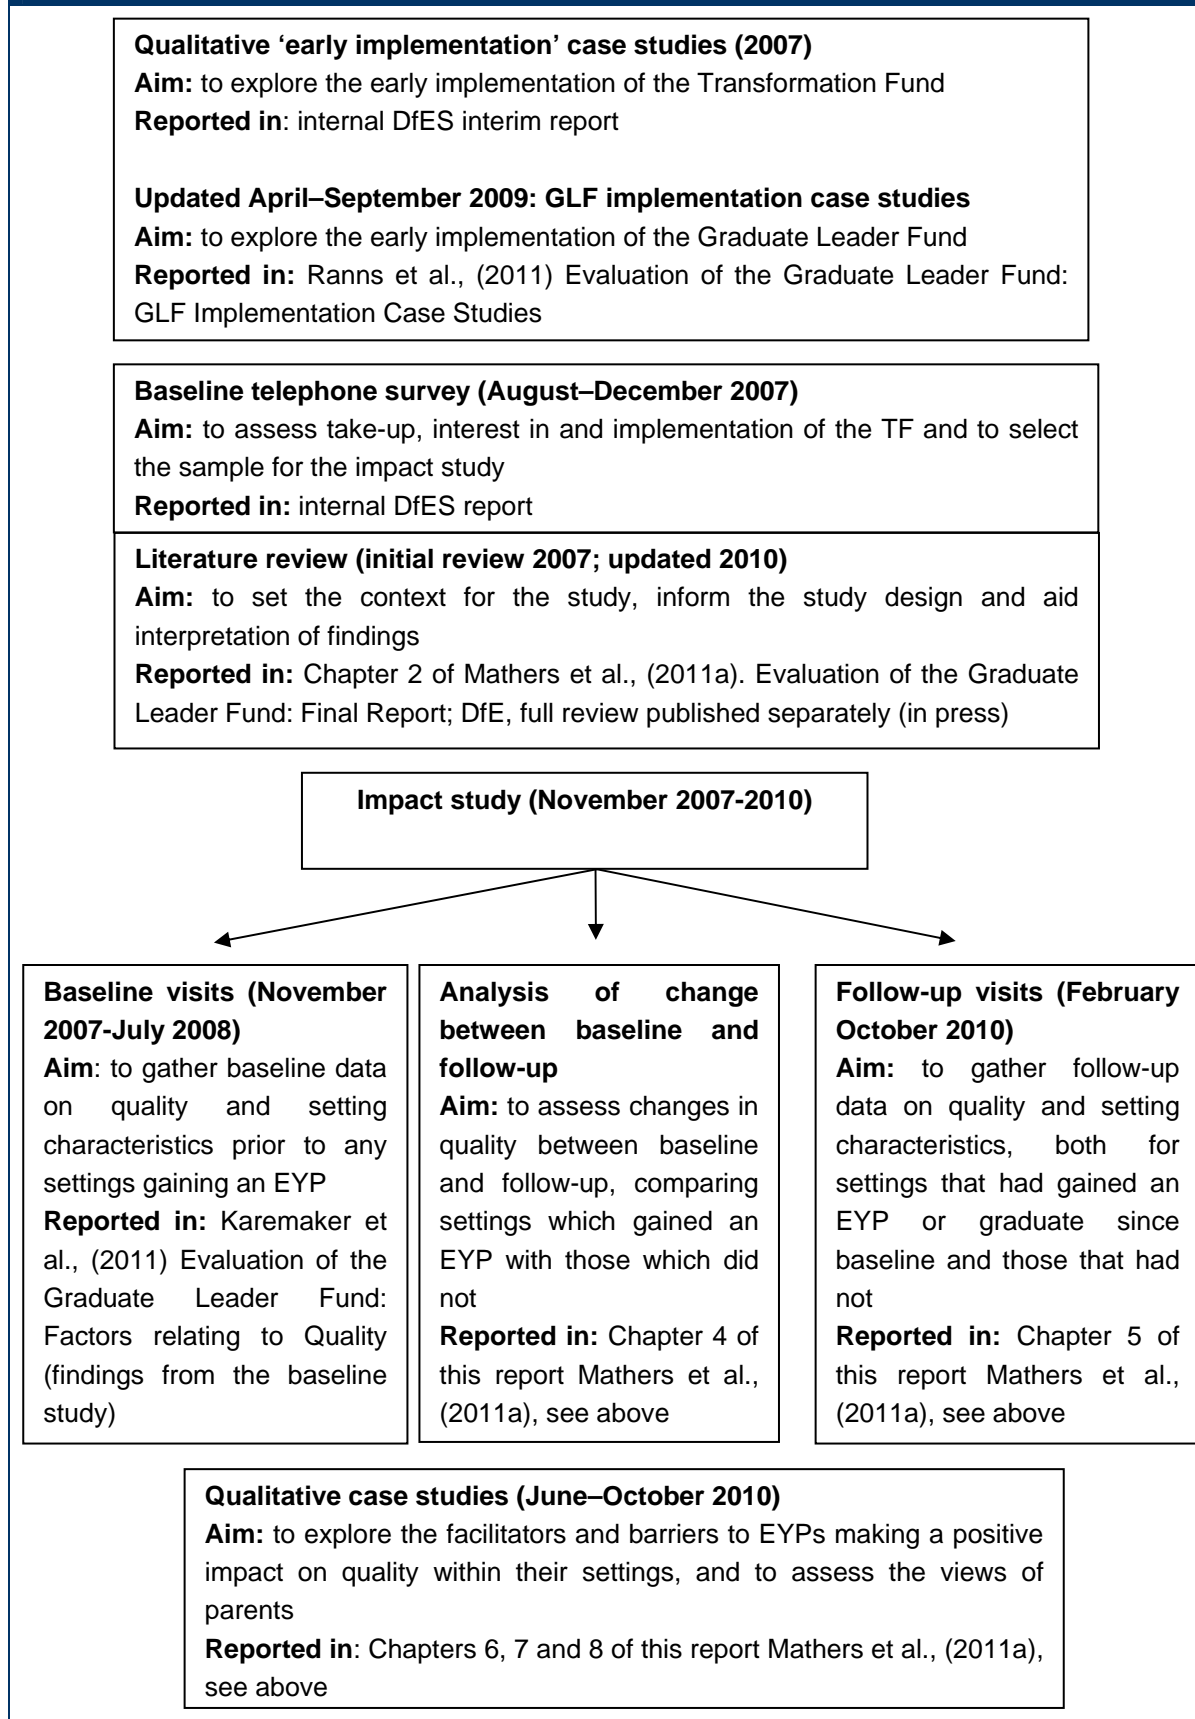 Qualitative ‘early implementation’ case studies (2007)
Aim: to explore the early implementation of the Transformation Fund
Reported in: internal DfES interim report
Updated April–September 2009: GLF implementation case studies
Aim: to explore the early implementation of the Graduate Leader Fund
Reported in: Ranns et al., (2011) Evaluation of the Graduate Leader Fund:
GLF Implementation Case Studies
Baseline telephone survey (August–December 2007)
Aim: to assess take-up, interest in and implementation of the TF and to select
the sample for the impact study
Reported in: internal DfES report
Literature review (initial review 2007; updated 2010)
Aim: to set the context for the study, inform the study design and aid
interpretation of findings
Reported in: Chapter 2 of Mathers et al., (2011a). Evaluation of the Graduate
Leader Fund: Final Report; DfE, full review published separately (in press)
Impact study (November 2007-2010)
Baseline visits (November
2007-July 2008)
Aim: to gather baseline data
on quality and setting
characteristics prior to any
settings gaining an EYP
Reported in: Karemaker et
al., (2011) Evaluation of the
Graduate Leader Fund:
Factors relating to Quality
(findings from the baseline
study)
Analysis of change
between baseline and
follow-up
Aim: to assess changes in
quality between baseline
and follow-up, comparing
settings which gained an
EYP with those which did
not
Reported in: Chapter 4 of
this report Mathers et al.,
(2011a), see above
Follow-up visits (February
October 2010)
Aim: to gather follow-up
data on quality and setting
characteristics, both for
settings that had gained an
EYP or graduate since
baseline and those that had
not
Reported in: Chapter 5 of
this report Mathers et al.,
(2011a), see above
Qualitative case studies (June–October 2010)
Aim: to explore the facilitators and barriers to EYPs making a positive
impact on quality within their settings, and to assess the views of
parents
Reported in: Chapters 6, 7 and 8 of this report Mathers et al., (2011a),
see above